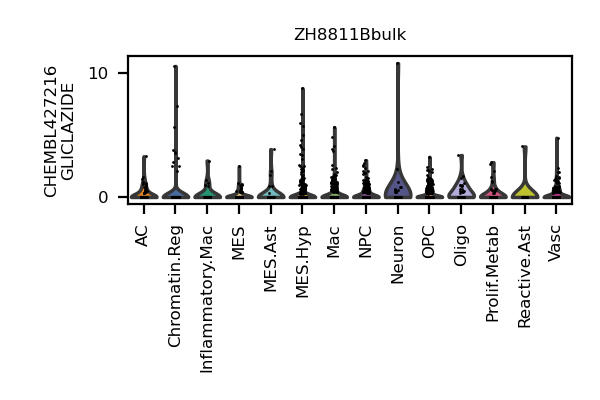 ZH8811Bbulk
CHEMBL427216
GLICLAZIDE
10
0
AC
Chromatin.Reg
Inflammatory.Mac
MES
MES.Ast
MES.Hyp
Mac
NPC
Neuron
OPC
Oligo
Prolif.Metab
Reactive.Ast
Vasc